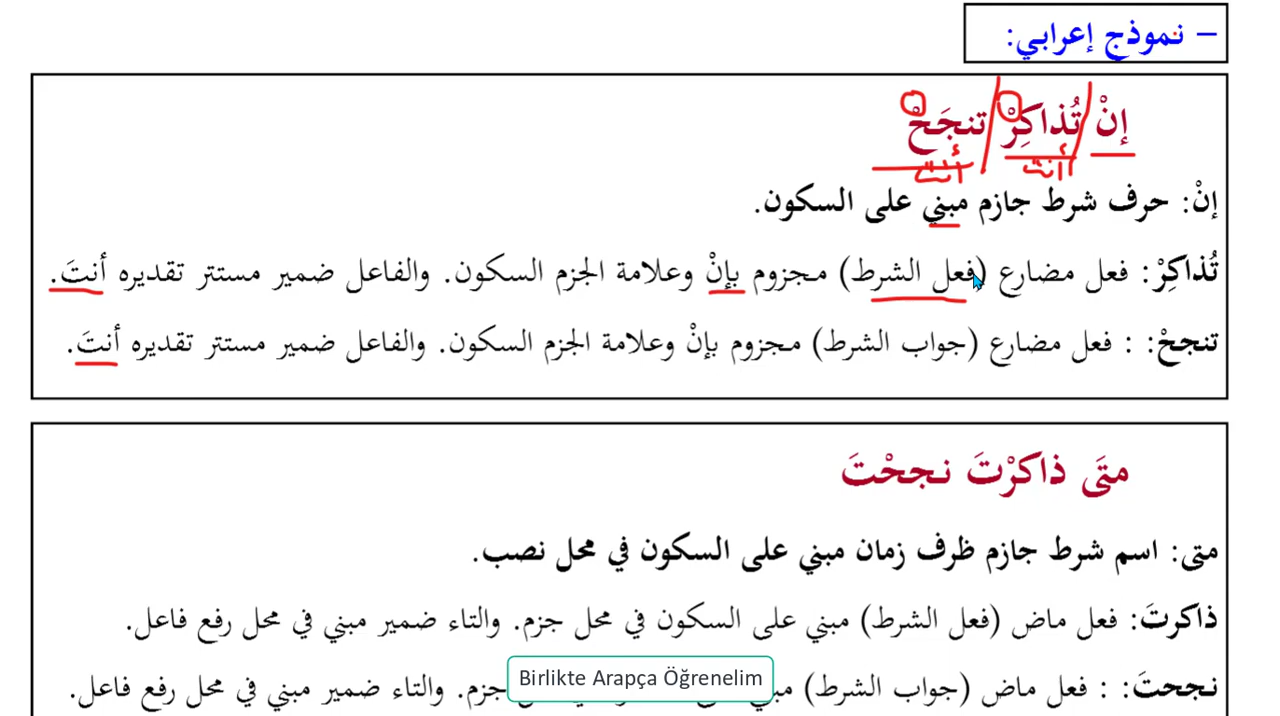 – نموذج إعرابي:
إنْ تُذاكِرْ تنجَحْ
أنتَ أنتَ
إنْ: حرف شرط جازم مبني على السكون.
تُذاكِرْ: فعل مضارع (فعل الشرط) مجزوم بإنْ وعلامة الجزم السكون. والفاعل ضمير مستتر تقديره أنتَ.
تنجحْ: : فعل مضارع (جواب الشرط) مجزوم بإنْ وعلامة الجزم السكون. والفاعل ضمير مستتر تقديره أنتَ.
متَى ذاكرْتَ نجحْتَ
متى: اسم شرط جازم ظرف زمان مبني على السكون في محل نصب.
ذاكرتَ: فعل ماض (فعل الشرط) مبني على السكون في محل جزم. والتاء ضمير مبني في محل رفع فاعل.
نجحتَ: : فعل ماض (جواب الشرط) جزم. والتاء ضمير مبني في محل رفع فاعل.
Birlikte Arapça Öğrenelim